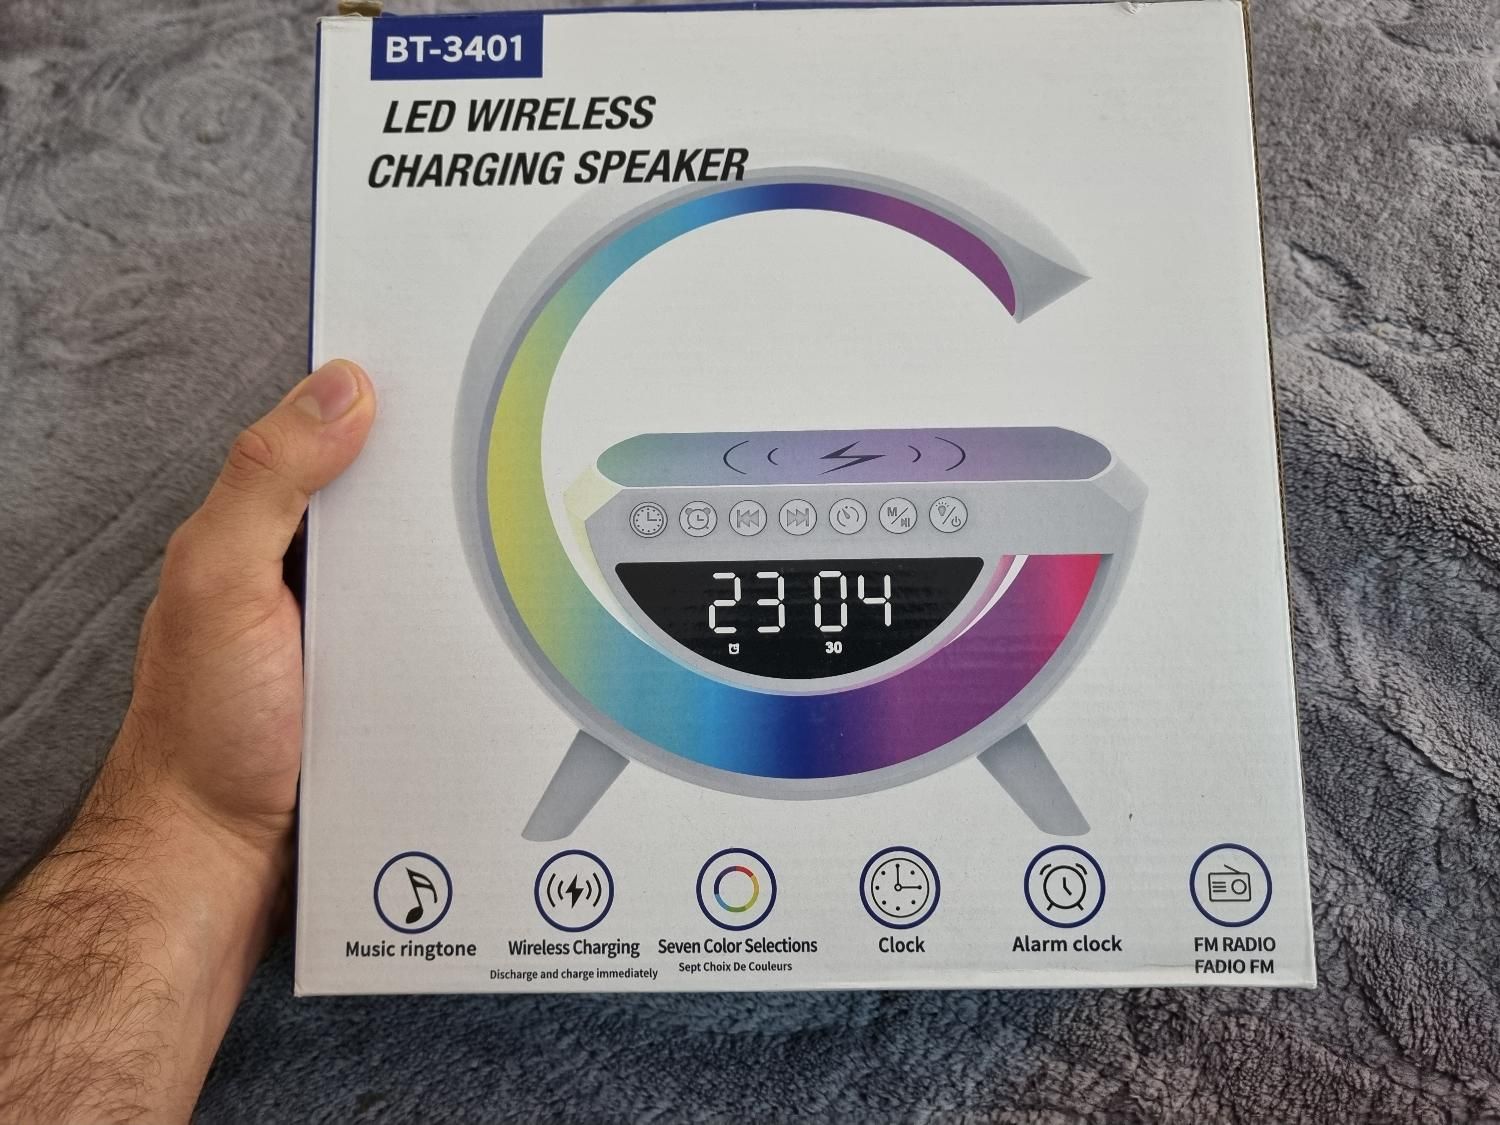 BT-3401
LED WIRELESS
CHARGING SPEAKER
M/
23 04
30
Music ringtone
Wireless Charging
Discharge and charge immediately
Seven Color Selections
Sept Choix De Couleurs
Clock
Alarm clock
FM RADIO
FADIO FM